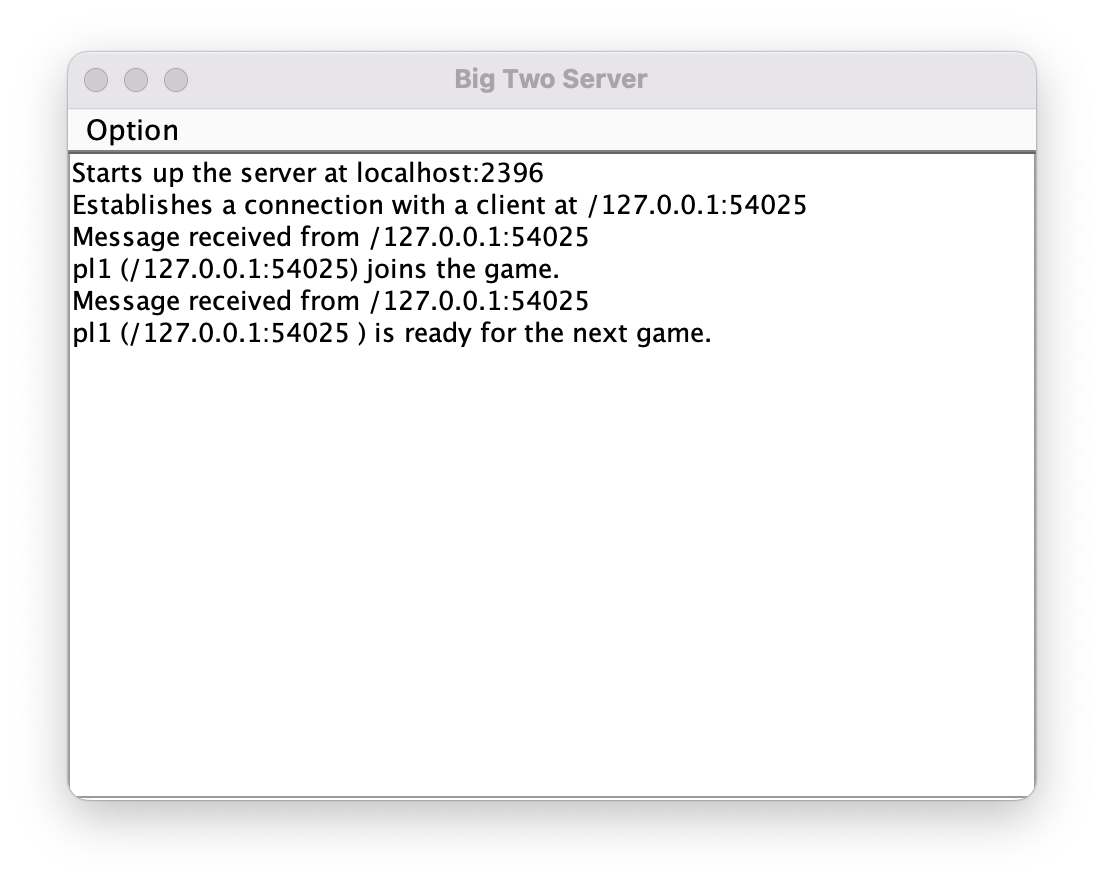 Big Two Server
Option
Starts up the server at localhost:2396
Establishes a connection with a client at /127.0.0.1:54025
Message received from /127.0.0.1:54025
pl1 (/127.0.0.1:54025) joins the game.
Message received from /127.0.0.1:54025
pl1 (/127.0.0.1:54025 ) is ready for the next game.